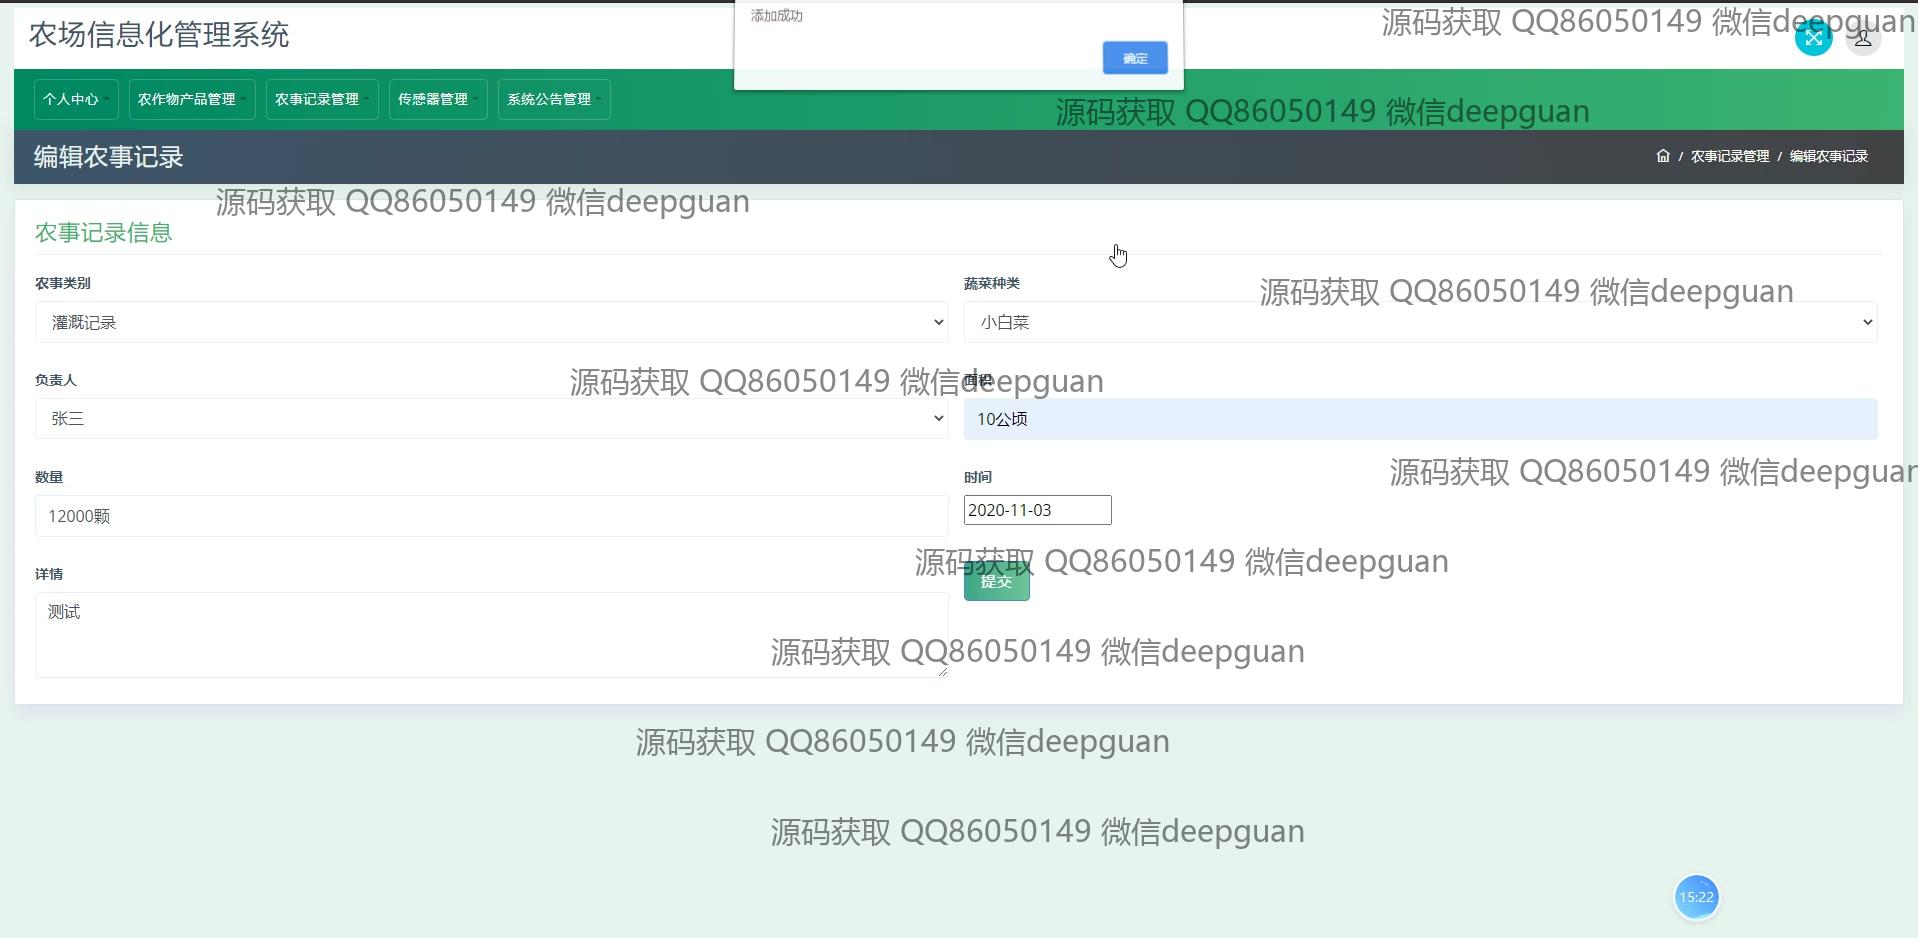 添加成功
确定
农场信息化管理系统
源码获取 QQ86050149 微信deepguan
个人中心 农作物产品管理 农事记录管理 传感器管理 系统公告管理
源码获取 QQ86050149 微信deepguan
编辑农事记录
/ 农事记录管理 / 编辑农事记录
源码获取 QQ86050149 微信deepguan
农事记录信息
农事类别
蔬菜种类
源码获取 QQ86050149 微信deepguan
灌溉记录
小白菜
负责人
源码获取 QQ86050149 微信deepguan
面积
张三
10公顷
数量
时间
源码获取 QQ86050149 微信deepguan
12000颗
2020-11-03
源码获取 QQ86050149 微信deepguan
详情
提交
测试
源码获取 QQ86050149 微信deepguan
源码获取 QQ86050149 微信deepguan
源码获取 QQ86050149 微信deepguan
15:22